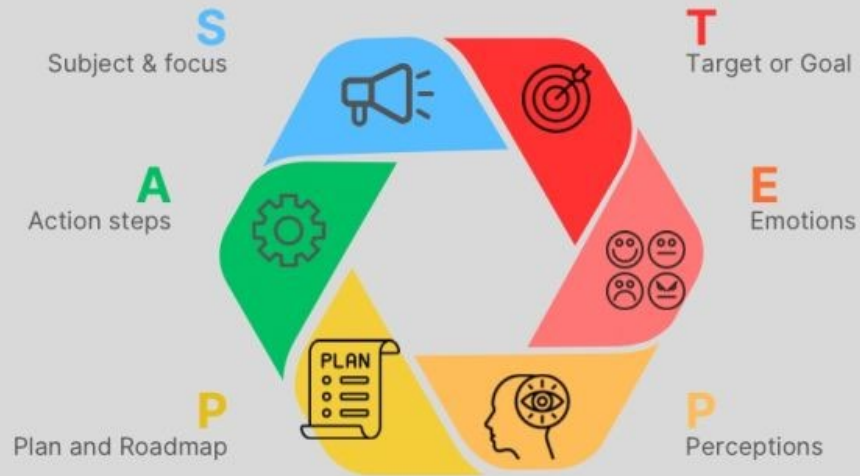 S
Subject & focus
T
Target or Goal
A
Action steps
E
Emotions
PLAN
P
Plan and Roadmap
P
Perceptions